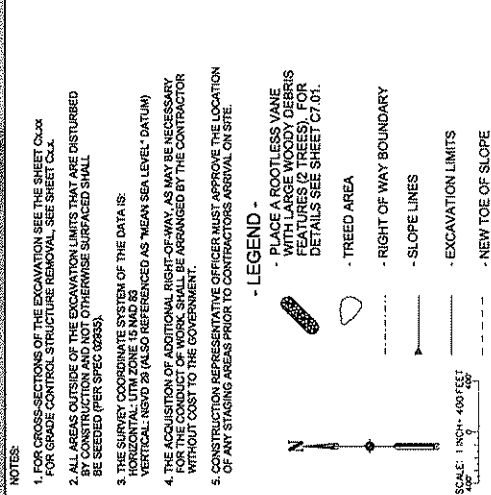 NOTES:
1. FOR CROSS-SECTIONS OF THE EXCAVATION SEE THE SHEET Cx.xx
FOR GRADE CONTROL STRUCTURE REMOVAL, SEE SHEET Cx.x.
2. ALL AREAS OUTSIDE OF THE EXCAVATION LIMITS THAT ARE DISTURBED
BY CONSTRUCTION AND NOT OTHERWISE SURFACED SHALL
BE SEEDED (PER SPEC 02935).
3. THE SURVEY COORDINATE SYSTEM OF THE DATA IS:
HORIZONTAL: UTM ZONE 15 NAD 83
VERTICAL: NGVD 29 (ALSO REFERENCED AS "MEAN SEA LEVEL" DATUM)
4. THE ACQUISITION OF ADDITIONAL RIGHT-OF-WAY, AS MAY BE NECESSARY
FOR THE CONDUCT OF WORK, SHALL BE ARRANGED BY THE CONTRACTOR
WITHOUT COST TO THE GOVERNMENT.
5. CONSTRUCTION REPRESENTATIVE OFFICER MUST APPROVE THE LOCATION
OF ANY STAGING AREAS PRIOR TO CONTRACTORS ARRIVAL ON SITE.
- LEGEND -
- PLACE A ROOTLESS VANE
WITH LARGE WOODY DEBRIS
FEATURES (2 TREES). FOR
DETAILS SEE SHEET C7.01.
- TREED AREA
- RIGHT OF WAY BOUNDARY
- SLOPE LINES
- EXCAVATION LIMITS
- NEW TOE OF SLOPE
N
SCALE: 1 INCH = 400 FEET
400' 0 400'